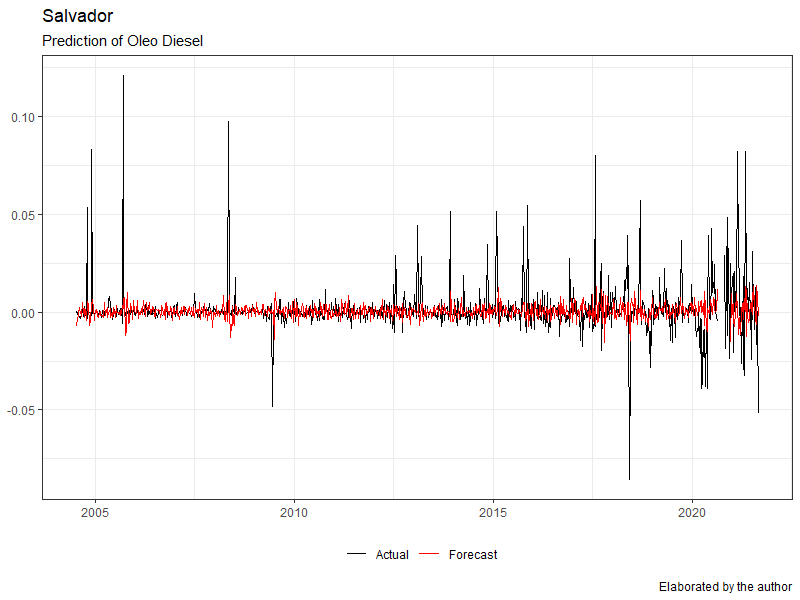 Salvador
Prediction of Oleo Diesel
0.10
0.05
0.00
-0.05
2005 2010 2015 2020
Actual Forecast
Elaborated by the author